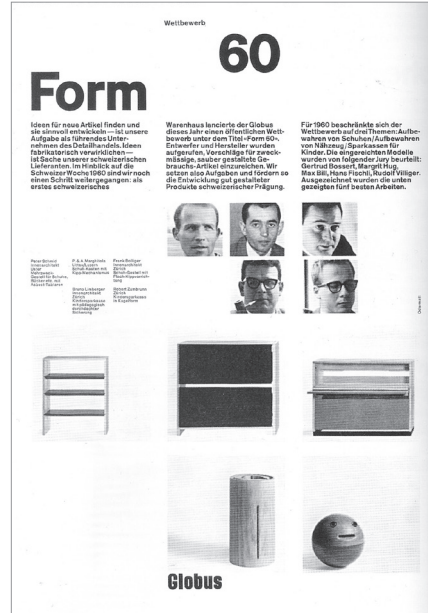 Wettbewerb
60
Form
Ideen für neue Artikel finden und
sie sinnvoll entwickeln — ist unsere
Aufgabe als führendes Unter-
nehmen des Detailhandels. Ideen
fabrikatorisch verwirklichen —
ist Sache unserer schweizerischen
Lieferanten. Im Hinblick auf die
Schweizer Woche 1960 sind wir noch
einen Schritt weitergegangen: als
erstes schweizerisches
Warenhaus lancierte der Globus
dieses Jahr einen öffentlichen Wett-
bewerb unter dem Titel «Form 60».
Entwerfer und Hersteller wurden
aufgerufen, Vorschläge für zweck-
mässige, sauber gestaltete Ge-
brauchs-Artikel einzureichen. Wir
setzen also Aufgaben und fördern so
die Entwicklung gut gestalteter
Produkte schweizerischer Prägung.
Für 1960 beschränkte sich der
Wettbewerb auf drei Themen: Aufbe-
wahren von Schuhen/Aufbewahren
von Nähzeug/Sparkassen für
Kinder. Die eingereichten Modelle
wurden von folgender Jury beurteilt:
Gertrud Bossert, Margrit Hug,
Max Bill, Hans Fischli, Rudolf Villiger.
Ausgezeichnet wurden die unten
gezeigten fünf besten Arbeiten.
Innenarchitekt
Zürich
Innenarchitekt
Zürich
Zürich
Globus